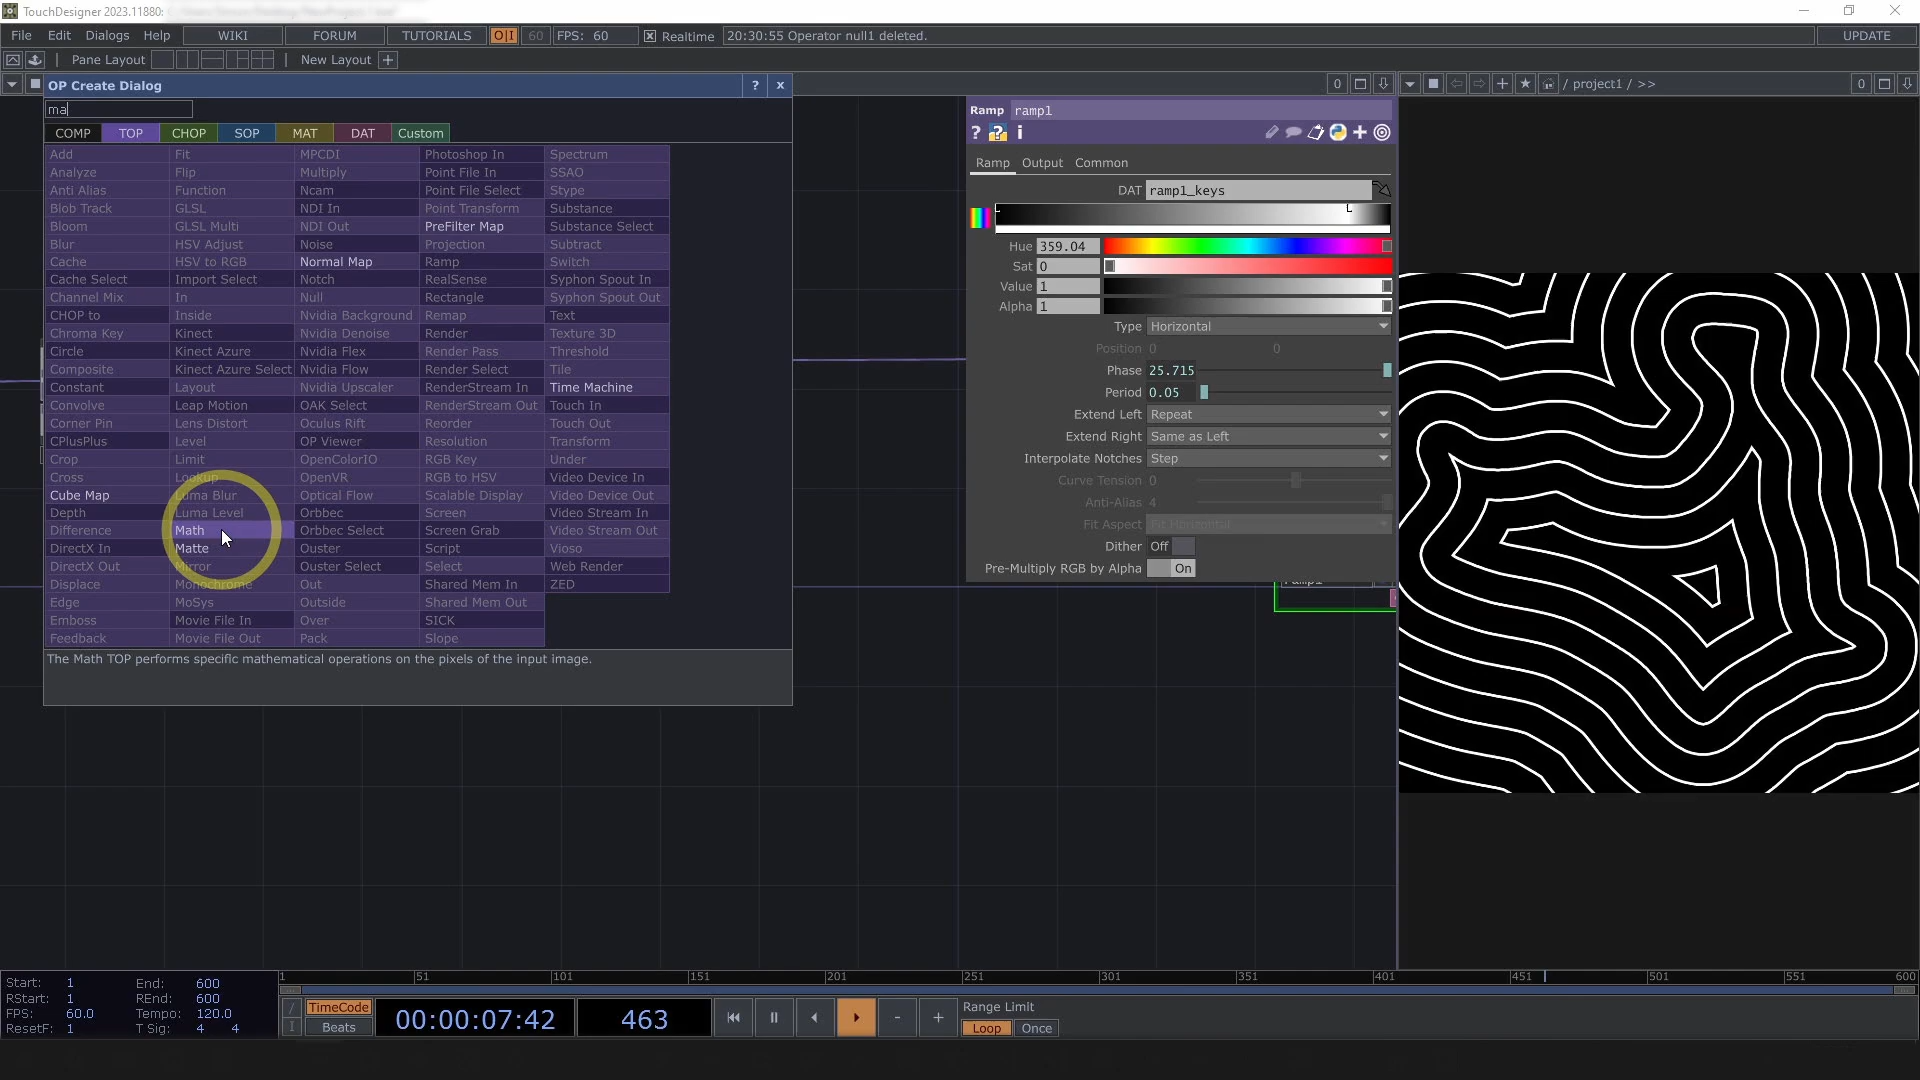 TouchDesigner 2023.11880:
File Edit Dialogs Help WIKI FORUM TUTORIALS O|I 60 FPS: 60 Realtime 20:30:55 Operator null1 deleted. UPDATE
Pane Layout New Layout +
OP Create Dialog ? x
0 / project1 / >> 0
ma
COMP TOP CHOP SOP MAT DAT Custom
Add Fit MPCDI Photoshop In Spectrum
Analyze Flip Multiply Point File In SSAO
Anti Alias Function Ncam Point File Select Stype
Blob Track GLSL NDI In Point Transform Substance
Bloom GLSL Multi NDI Out PreFilter Map Substance Select
Blur HSV Adjust Noise Projection Subtract
Cache HSV to RGB Normal Map Ramp Switch
Cache Select Import Select Notch RealSense Syphon Spout In
Channel Mix In Null Rectangle Syphon Spout Out
CHOP to Inside Nvidia Background Remap Text
Chroma Key Kinect Nvidia Denoise Render Texture 3D
Circle Kinect Azure Nvidia Flex Render Pass Threshold
Composite Kinect Azure Select Nvidia Flow Render Select Tile
Constant Layout Nvidia Upscaler RenderStream In Time Machine
Convolve Leap Motion OAK Select RenderStream Out Touch In
Corner Pin Lens Distort Oculus Rift Reorder Touch Out
CPlusPlus Level OP Viewer Resolution Transform
Crop Limit OpenColorIO RGB Key Under
Cross Lookup OpenVR RGB to HSV Video Device In
Cube Map Luma Blur Optical Flow Scalable Display Video Device Out
Depth Luma Level Orbbec Screen Video Stream In
Difference Math Orbbec Select Screen Grab Video Stream Out
DirectX In Matte Ouster Script Vioso
DirectX Out Mirror Ouster Select Select Web Render
Displace Monochrome Out Shared Mem In ZED
Edge MoSys Outside Shared Mem Out
Emboss Movie File In Over SICK
Feedback Movie File Out Pack Slope
The Math TOP performs specific mathematical operations on the pixels of the input image.
Ramp ramp1
? ? i
Ramp Output Common
DAT ramp1_keys
Hue 359.04
Sat 0
Value 1
Alpha 1
Type Horizontal
Position 0 0
Phase 25.715
Period 0.05
Extend Left Repeat
Extend Right Same as Left
Interpolate Notches Step
Curve Tension 0
Anti-Alias 4
Fit Aspect Fit Horizontal
Dither Off
Pre-Multiply RGB by Alpha On
ramp1
Start: 1 End: 600
RStart: 1 REnd: 600
FPS: 60.0 Tempo: 120.0
ResetF: 1 T Sig: 4 4
1 51 101 151 201 251 301 351 401 451 501 551 600
TimeCode
Beats
00:00:07:42 463
- +
Range Limit
Loop Once